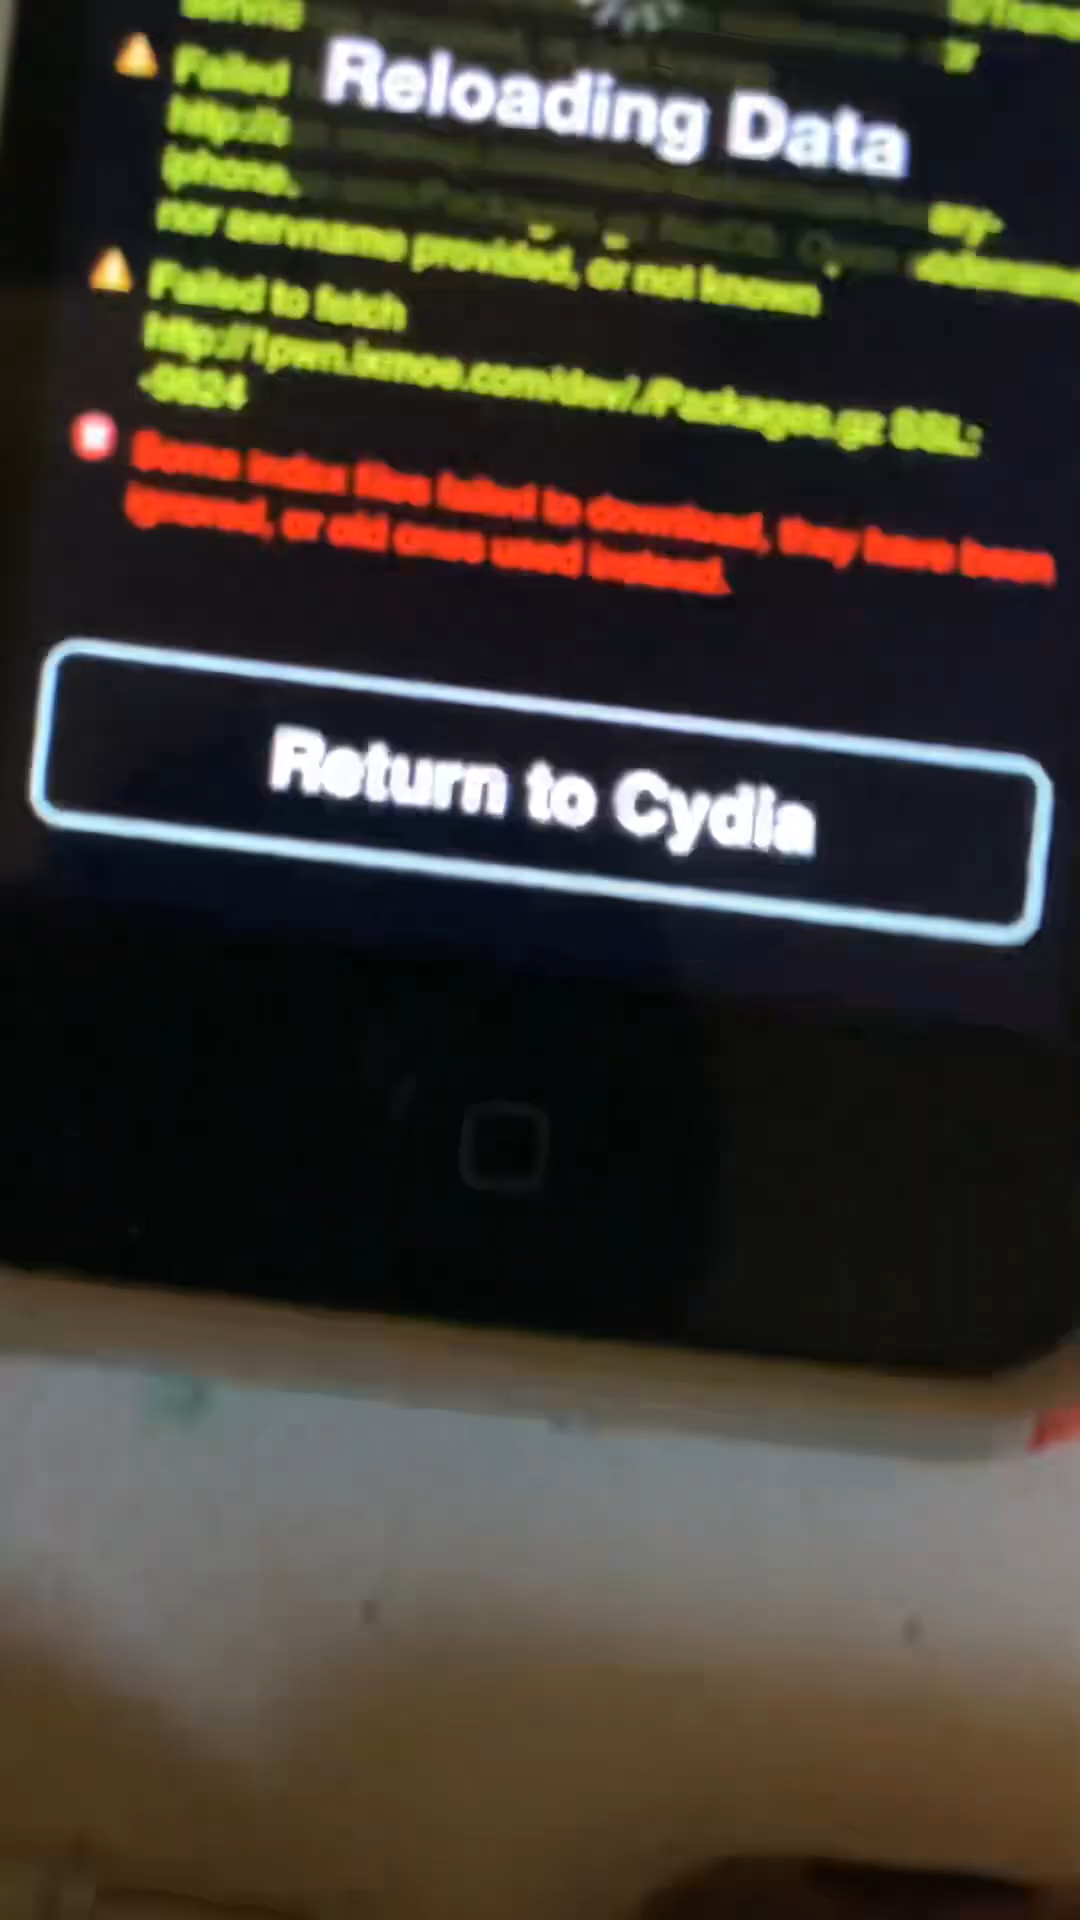 Reloading Data
Failed
http://
iphone.
ary-
nor servname provided, or not known
Failed to fetch
http://1pwn.ixmoe.com/dev/./Packages.gz SSL:
-9824
Some index files failed to download, they have been
ignored, or old ones used instead.
Return to Cydia